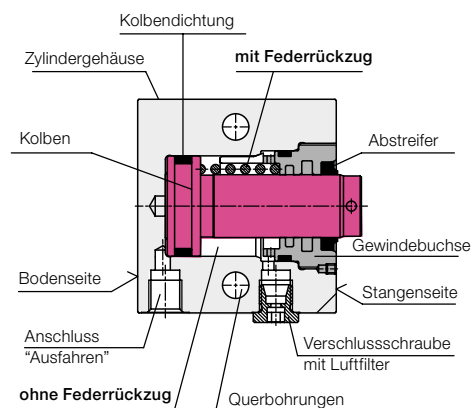 Kolbendichtung
Zylindergehäuse
mit Federrückzug
Kolben
Abstreifer
Gewindebuchse
Bodenseite
Stangenseite
Anschluss
"Ausfahren"
Verschlussschraube
mit Luftfilter
ohne Federrückzug
Querbohrungen